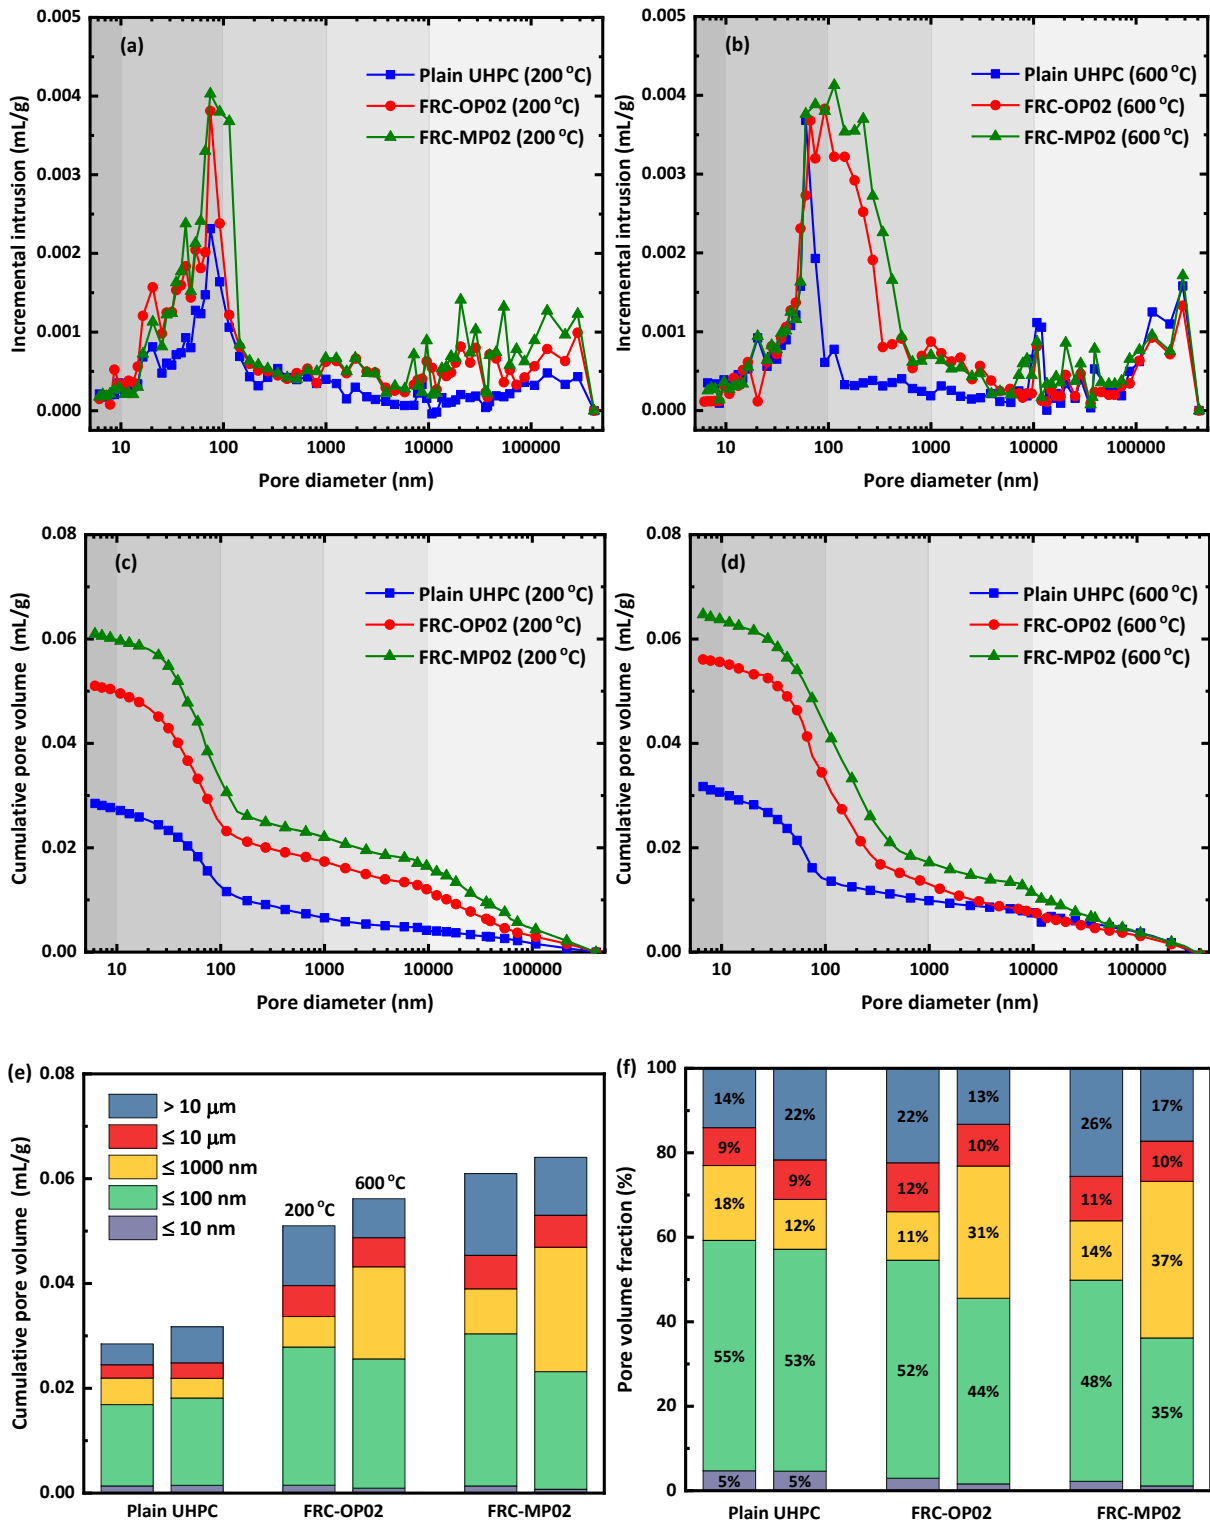 (a)
Plain UHPC (200 °C)
FRC-OP02 (200 °C)
FRC-MP02 (200 °C)
Incremental intrusion (mL/g)
0.005
0.004
0.003
0.002
0.001
0.000
10 100 1000 10000 100000
Pore diameter (nm)
(b)
Plain UHPC (600 °C)
FRC-OP02 (600 °C)
FRC-MP02 (600 °C)
Incremental intrusion (mL/g)
0.005
0.004
0.003
0.002
0.001
0.000
10 100 1000 10000 100000
Pore diameter (nm)
(c)
Plain UHPC (200 °C)
FRC-OP02 (200 °C)
FRC-MP02 (200 °C)
Cumulative pore volume (mL/g)
0.08
0.06
0.04
0.02
0.00
10 100 1000 10000 100000
Pore diameter (nm)
(d)
Plain UHPC (600 °C)
FRC-OP02 (600 °C)
FRC-MP02 (600 °C)
Cumulative pore volume (mL/g)
0.08
0.06
0.04
0.02
0.00
10 100 1000 10000 100000
Pore diameter (nm)
(e)
> 10 μm
≤ 10 μm
≤ 1000 nm
≤ 100 nm
≤ 10 nm
200 °C
600 °C
Cumulative pore volume (mL/g)
0.08
0.06
0.04
0.02
0.00
Plain UHPC FRC-OP02 FRC-MP02
(f)
Pore volume fraction (%)
100
80
60
40
20
0
14% 22% 22% 13% 26% 17%
9% 9% 12% 10% 11% 10%
18% 12% 11% 31% 14% 37%
55% 53% 52% 44% 48% 35%
5% 5%
Plain UHPC FRC-OP02 FRC-MP02